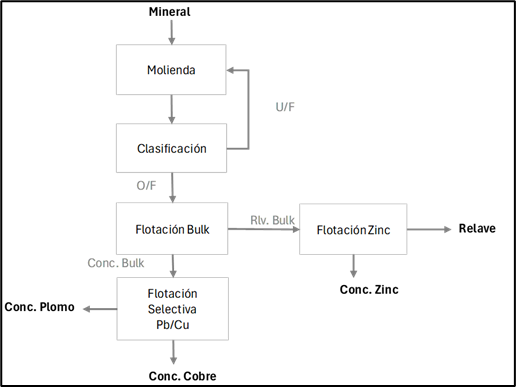 Mineral
Molienda
U/F
Clasificación
O/F
Flotación Bulk
Rlv. Bulk
Flotación Zinc
Relave
Conc. Bulk
Conc. Zinc
Conc. Plomo
Flotación
Selectiva
Pb/Cu
Conc. Cobre